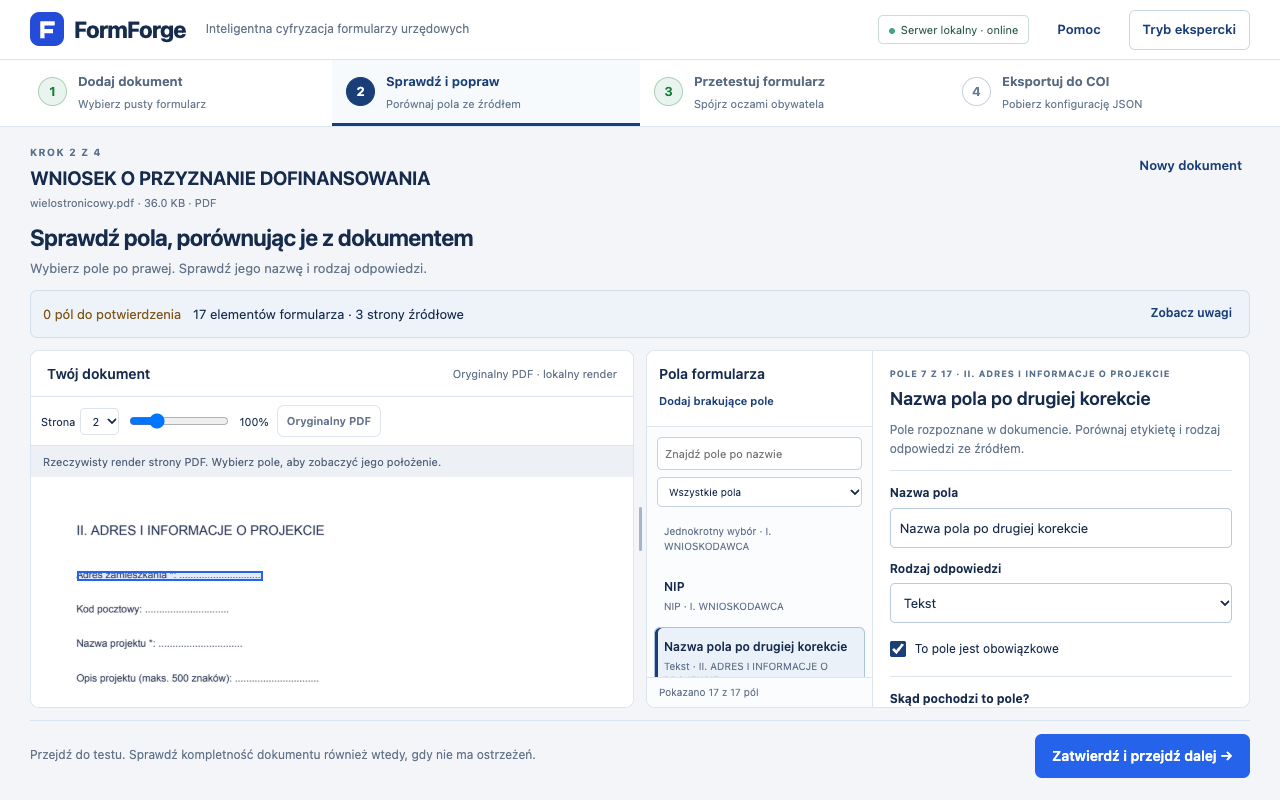 F FormForge
Inteligentna cyfryzacja formularzy urzędowych
Serwer lokalny · online
Pomoc
Tryb ekspercki
1
Dodaj dokument
Wybierz pusty formularz
2
Sprawdź i popraw
Porównaj pola ze źródłem
3
Przetestuj formularz
Spójrz oczami obywatela
4
Eksportuj do COI
Pobierz konfigurację JSON
KROK 2 Z 4
WNIOSEK O PRZYZNANIE DOFINANSOWANIA
wielostronicowy.pdf · 36.0 KB · PDF
Nowy dokument
Sprawdź pola, porównując je z dokumentem
Wybierz pole po prawej. Sprawdź jego nazwę i rodzaj odpowiedzi.
0 pól do potwierdzenia 17 elementów formularza · 3 strony źródłowe
Zobacz uwagi
Twój dokument
Oryginalny PDF · lokalny render
Strona 2 100% Oryginalny PDF
Rzeczywisty render strony PDF. Wybierz pole, aby zobaczyć jego położenie.
II. ADRES I INFORMACJE O PROJEKCIE
Adres zamieszkania *: ............................
Kod pocztowy: ............................
Nazwa projektu *: ............................
Opis projektu (maks. 500 znaków): ............................
Pola formularza
Dodaj brakujące pole
Znajdź pole po nazwie
Wszystkie pola
Jednokrotny wybór · I.
WNIOSKODAWCA
NIP
NIP · I. WNIOSKODAWCA
Nazwa pola po drugiej korekcie
Tekst · II. ADRES I INFORMACJE O
Pokazano 17 z 17 pól
POLE 7 Z 17 · II. ADRES I INFORMACJE O PROJEKCIE
Nazwa pola po drugiej korekcie
Pole rozpoznane w dokumencie. Porównaj etykietę i rodzaj
odpowiedzi ze źródłem.
Nazwa pola
Nazwa pola po drugiej korekcie
Rodzaj odpowiedzi
Tekst
To pole jest obowiązkowe
Skąd pochodzi to pole?
Przejdź do testu. Sprawdź kompletność dokumentu również wtedy, gdy nie ma ostrzeżeń.
Zatwierdź i przejdź dalej →